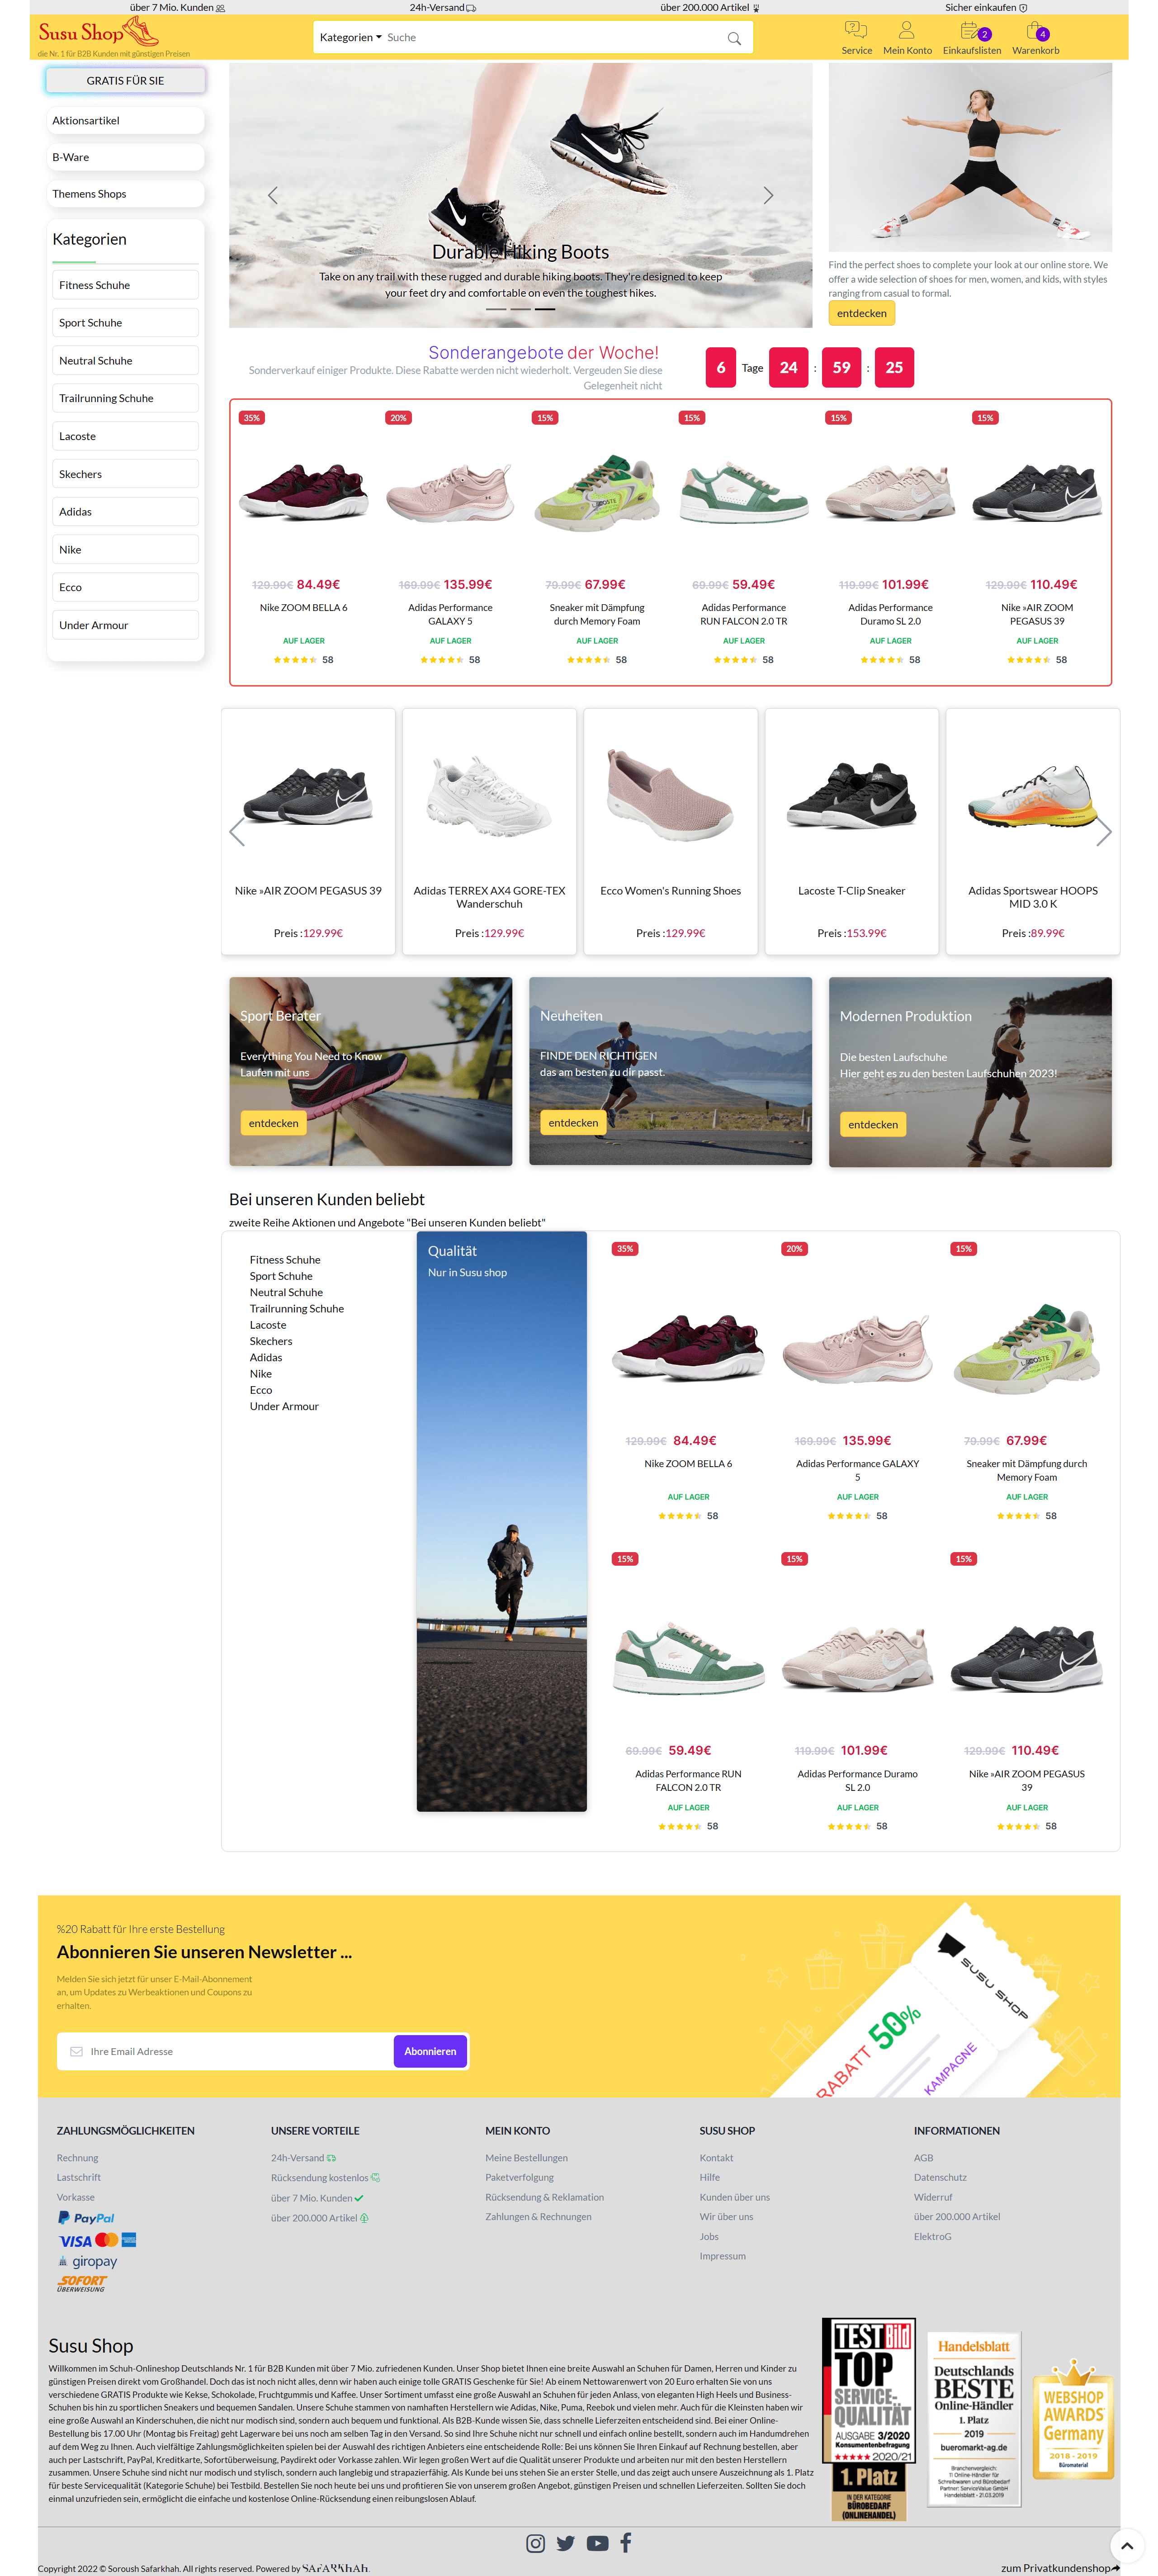 über 7 Mio. Kunden
24h-Versand
über 200.000 Artikel
Sicher einkaufen
Susu Shop
die Nr. 1 für B2B Kunden mit günstigen Preisen
Kategorien
Suche
Service
Mein Konto
2
Einkaufslisten
4
Warenkorb
GRATIS FÜR SIE
Aktionsartikel
B-Ware
Themens Shops
Kategorien
Fitness Schuhe
Sport Schuhe
Neutral Schuhe
Trailrunning Schuhe
Lacoste
Skechers
Adidas
Nike
Ecco
Under Armour
Durable Hiking Boots
Take on any trail with these rugged and durable hiking boots. They're designed to keep
your feet dry and comfortable on even the toughest hikes.
Find the perfect shoes to complete your look at our online store. We
offer a wide selection of shoes for men, women, and kids, with styles
ranging from casual to formal.
entdecken
Sonderangebote der Woche!
Sonderverkauf einiger Produkte. Diese Rabatte werden nicht wiederholt. Vergeuden Sie diese
Gelegenheit nicht
6 Tage 24 : 59 : 25
35%
20%
15%
15%
15%
15%
129.99€ 84.49€
169.99€ 135.99€
79.99€ 67.99€
69.99€ 59.49€
119.99€ 101.99€
129.99€ 110.49€
Nike ZOOM BELLA 6
Adidas Performance
GALAXY 5
Sneaker mit Dämpfung
durch Memory Foam
Adidas Performance
RUN FALCON 2.0 TR
Adidas Performance
Duramo SL 2.0
Nike »AIR ZOOM
PEGASUS 39
AUF LAGER
AUF LAGER
AUF LAGER
AUF LAGER
AUF LAGER
AUF LAGER
58
58
58
58
58
58
Nike »AIR ZOOM PEGASUS 39
Preis :129.99€
Adidas TERREX AX4 GORE-TEX
Wanderschuh
Preis :129.99€
Ecco Women's Running Shoes
Preis :129.99€
Lacoste T-Clip Sneaker
Preis :153.99€
Adidas Sportswear HOOPS
MID 3.0 K
Preis :89.99€
Sport Berater
Everything You Need to Know
Laufen mit uns
entdecken
Neuheiten
FINDE DEN RICHTIGEN
das am besten zu dir passt.
entdecken
Modernen Produktion
Die besten Laufschuhe
Hier geht es zu den besten Laufschuhen 2023!
entdecken
Bei unseren Kunden beliebt
zweite Reihe Aktionen und Angebote "Bei unseren Kunden beliebt"
Fitness Schuhe
Sport Schuhe
Neutral Schuhe
Trailrunning Schuhe
Lacoste
Skechers
Adidas
Nike
Ecco
Under Armour
Qualität
Nur in Susu shop
35%
20%
15%
129.99€ 84.49€
169.99€ 135.99€
79.99€ 67.99€
Nike ZOOM BELLA 6
Adidas Performance GALAXY
5
Sneaker mit Dämpfung durch
Memory Foam
AUF LAGER
AUF LAGER
AUF LAGER
58
58
58
15%
15%
15%
69.99€ 59.49€
119.99€ 101.99€
129.99€ 110.49€
Adidas Performance RUN
FALCON 2.0 TR
Adidas Performance Duramo
SL 2.0
Nike »AIR ZOOM PEGASUS
39
AUF LAGER
AUF LAGER
AUF LAGER
58
58
58
%20 Rabatt für Ihre erste Bestellung
Abonnieren Sie unseren Newsletter ...
Melden Sie sich jetzt für unser E-Mail-Abonnement
an, um Updates zu Werbeaktionen und Coupons zu
erhalten.
Ihre Email Adresse
Abonnieren
SUSU SHOP
RABATT 50%
KAMPAGNE
ZAHLUNGSMÖGLICHKEITEN
Rechnung
Lastschrift
Vorkasse
PayPal
VISA
giropay
SOFORT
ÜBERWEISUNG
UNSERE VORTEILE
24h-Versand
Rücksendung kostenlos
über 7 Mio. Kunden
über 200.000 Artikel
MEIN KONTO
Meine Bestellungen
Paketverfolgung
Rücksendung & Reklamation
Zahlungen & Rechnungen
SUSU SHOP
Kontakt
Hilfe
Kunden über uns
Wir über uns
Jobs
Impressum
INFORMATIONEN
AGB
Datenschutz
Widerruf
über 200.000 Artikel
ElektroG
Susu Shop
Willkommen im Schuh-Onlineshop Deutschlands Nr. 1 für B2B Kunden mit über 7 Mio. zufriedenen Kunden. Unser Shop bietet Ihnen eine breite Auswahl an Schuhen für Damen, Herren und Kinder zu
günstigen Preisen direkt vom Großhandel. Doch das ist noch nicht alles, denn wir haben auch einige tolle GRATIS Geschenke für Sie! Ab einem Nettowarenwert von 20 Euro erhalten Sie von uns
verschiedene GRATIS Produkte wie Kekse, Schokolade, Fruchtgummis und Kaffee. Unser Sortiment umfasst eine große Auswahl an Schuhen für jeden Anlass, von eleganten High Heels und Business-
Schuhen bis hin zu sportlichen Sneakers und bequemen Sandalen. Unsere Schuhe stammen von namhaften Herstellern wie Adidas, Nike, Puma, Reebok und vielen mehr. Auch für die Kleinsten haben wir
eine große Auswahl an Kinderschuhen, die nicht nur modisch sind, sondern auch bequem und funktional. Als B2B-Kunde wissen Sie, dass schnelle Lieferzeiten entscheidend sind. Bei einer Online-
Bestellung bis 17.00 Uhr (Montag bis Freitag) geht Lagerware bei uns noch am selben Tag in den Versand. So sind Ihre Schuhe nicht nur schnell und einfach online bestellt, sondern auch im Handumdrehen
auf dem Weg zu Ihnen. Auch vielfältige Zahlungsmöglichkeiten spielen bei der Auswahl des richtigen Anbieters eine entscheidende Rolle: Bei uns können Sie Ihren Einkauf auf Rechnung bestellen, aber
auch per Lastschrift, PayPal, Kreditkarte, Sofortüberweisung, Paydirekt oder Vorkasse zahlen. Wir legen großen Wert auf die Qualität unserer Produkte und arbeiten nur mit den besten Herstellern
zusammen. Unsere Schuhe sind nicht nur modisch und stylisch, sondern auch langlebig und strapazierfähig. Als Kunde bei uns stehen Sie an erster Stelle, und das zeigt auch unsere Auszeichnung als 1. Platz
für beste Servicequalität (Kategorie Schuhe) bei Testbild. Bestellen Sie noch heute bei uns und profitieren Sie von unserem großen Angebot, günstigen Preisen und schnellen Lieferzeiten. Sollten Sie doch
einmal unzufrieden sein, ermöglicht die einfache und kostenlose Online-Rücksendung einen reibungslosen Ablauf.
TEST Bild
TOP
SERVICE-
QUALITÄT
AUSGABE 3/2020
Konsumentenbefragung
2020/21
1. Platz
IN DER KATEGORIE
BÜROBEDARF
(ONLINEHANDEL)
Handelsblatt
Deutschlands
BESTE
Online-Händler
1. Platz
2019
bueromarkt-ag.de
Branchenvergleich:
11 Online-Händler für
Schreibwaren und Bürobedarf
Partner: ServiceValue GmbH
Handelsblatt · 21.03.2019
WEBSHOP
AWARDS
Germany
2018 - 2019
Büromaterial
Copyright 2022 © Soroush Safarkhah. All rights reserved. Powered by SAFARKhAh.
zum Privatkundenshop